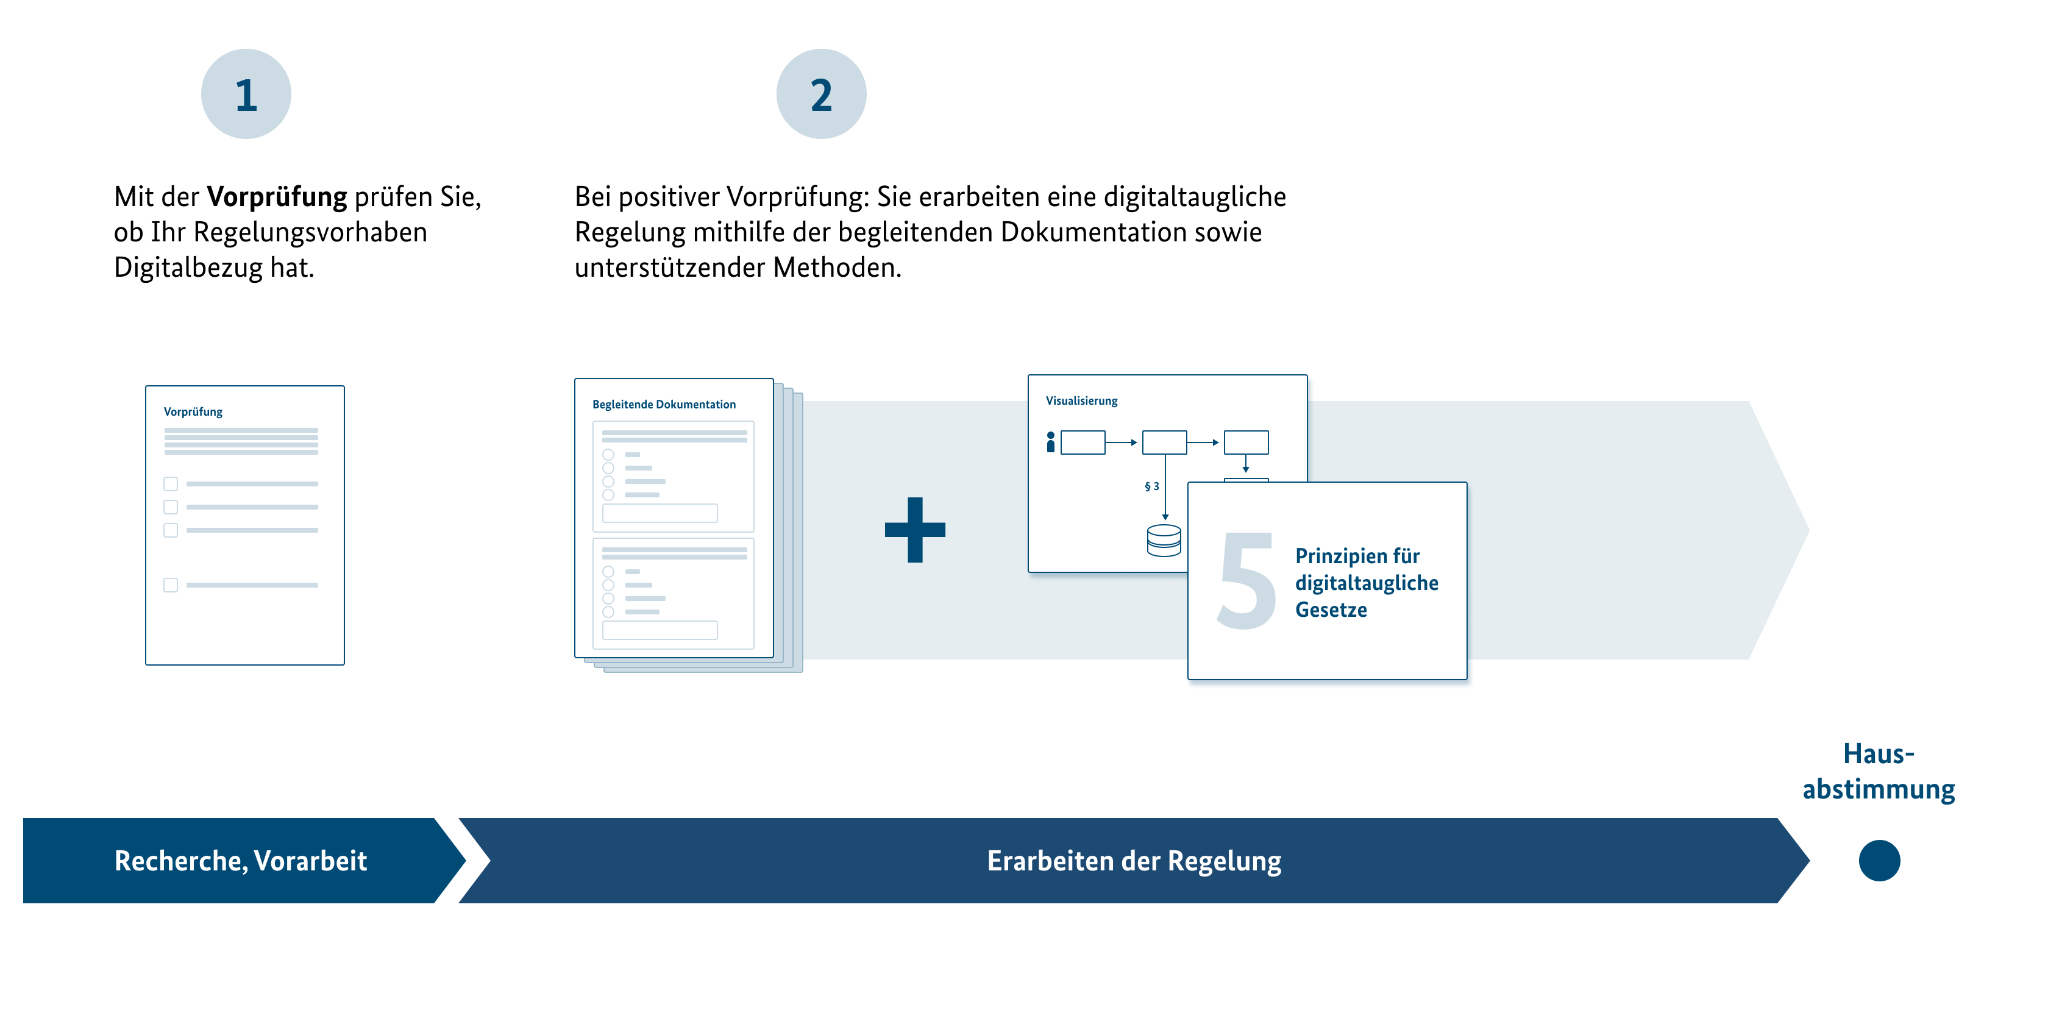 1
Mit der Vorprüfung prüfen Sie,
ob Ihr Regelungsvorhaben
Digitalbezug hat.
2
Bei positiver Vorprüfung: Sie erarbeiten eine digitaltaugliche
Regelung mithilfe der begleitenden Dokumentation sowie
unterstützender Methoden.
Vorprüfung
Begleitende Dokumentation
Visualisierung
§ 3
5
Prinzipien für
digitaltaugliche
Gesetze
Haus-
abstimmung
Recherche, Vorarbeit
Erarbeiten der Regelung